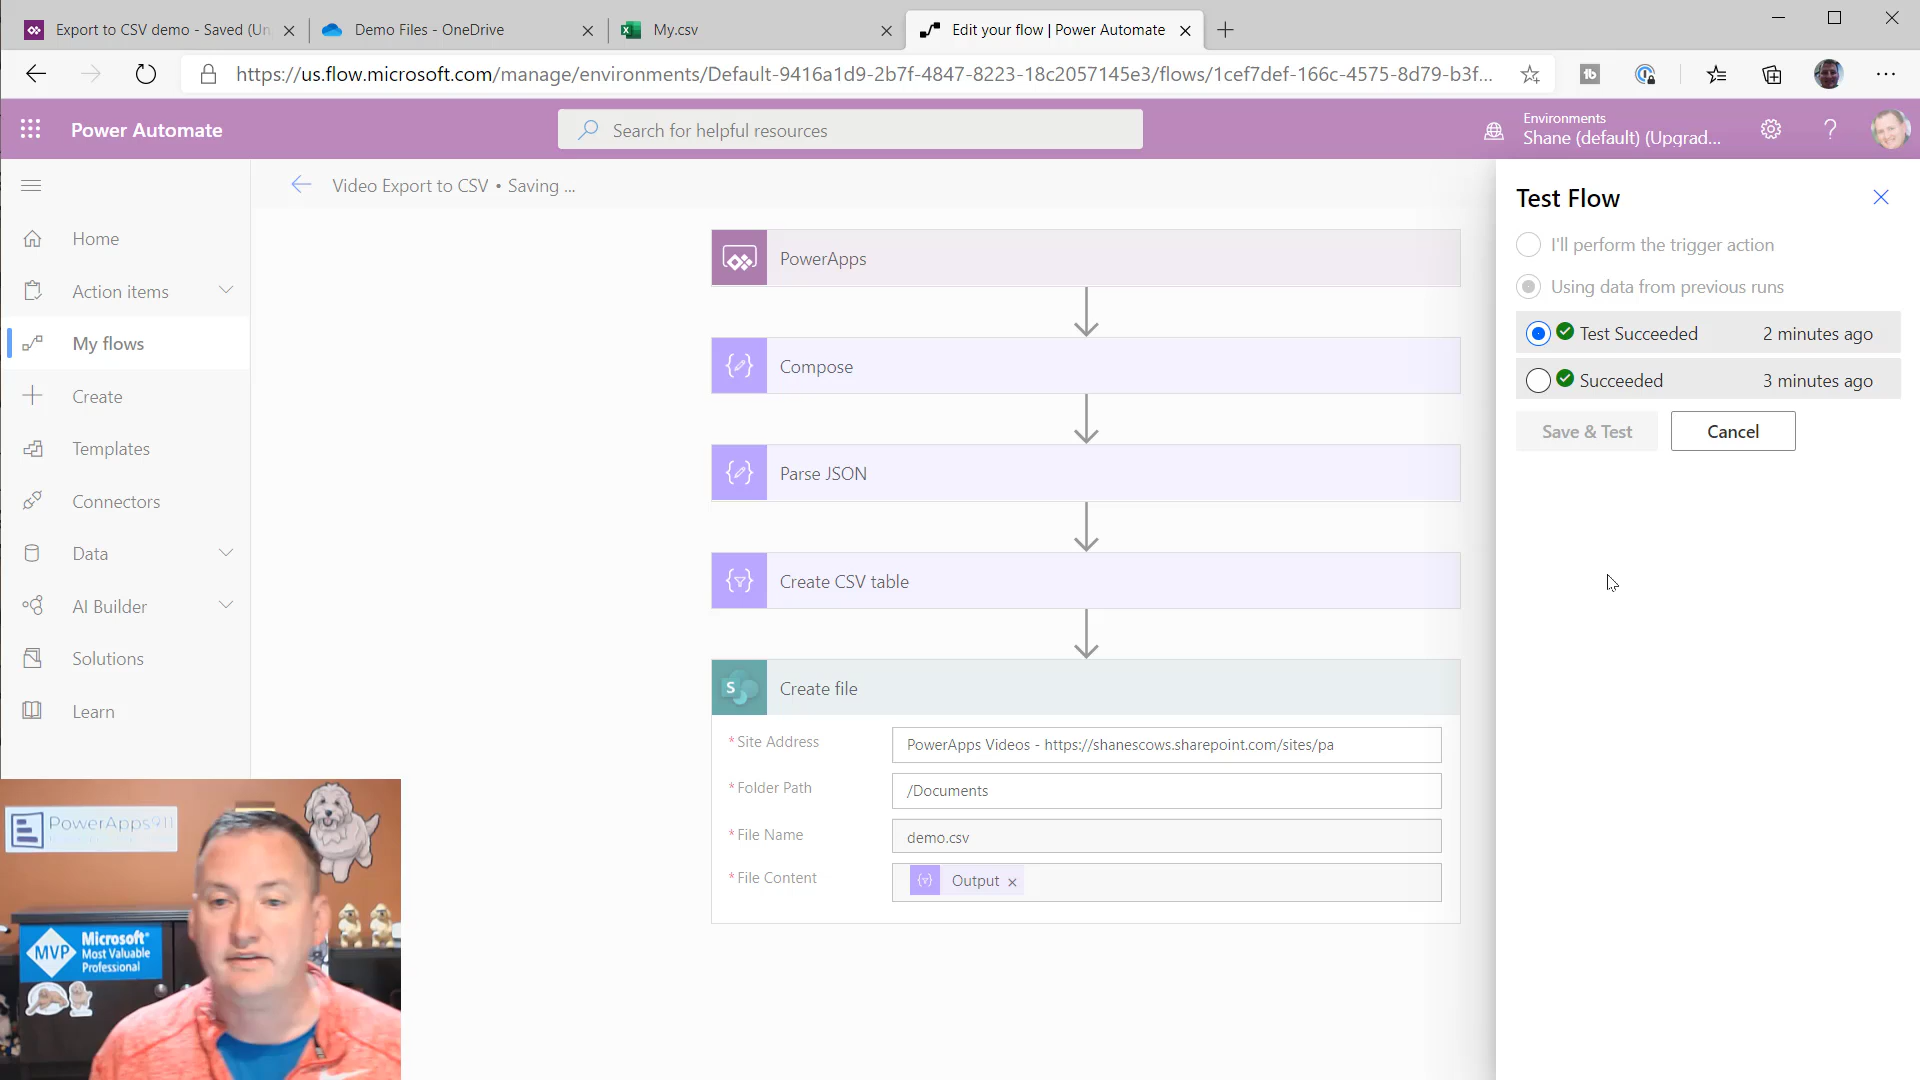 Export to CSV demo - Saved (Un
Demo Files - OneDrive
My.csv
Edit your flow | Power Automate
https://us.flow.microsoft.com/manage/environments/Default-9416a1d9-2b7f-4847-8223-18c2057145e3/flows/1cef7def-166c-4575-8d79-b3f...
Power Automate
Search for helpful resources
Environments
Shane (default) (Upgrad...
Video Export to CSV • Saving ...
Home
Action items
My flows
Create
Templates
Connectors
Data
AI Builder
Solutions
Learn
PowerApps
Compose
Parse JSON
Create CSV table
Create file
*Site Address
PowerApps Videos - https://shanescows.sharepoint.com/sites/pa
*Folder Path
/Documents
*File Name
demo.csv
*File Content
Output
Test Flow
I'll perform the trigger action
Using data from previous runs
Test Succeeded 2 minutes ago
Succeeded 3 minutes ago
Save & Test
Cancel
PowerApps911
MVP
Microsoft®
Most Valuable
Professional